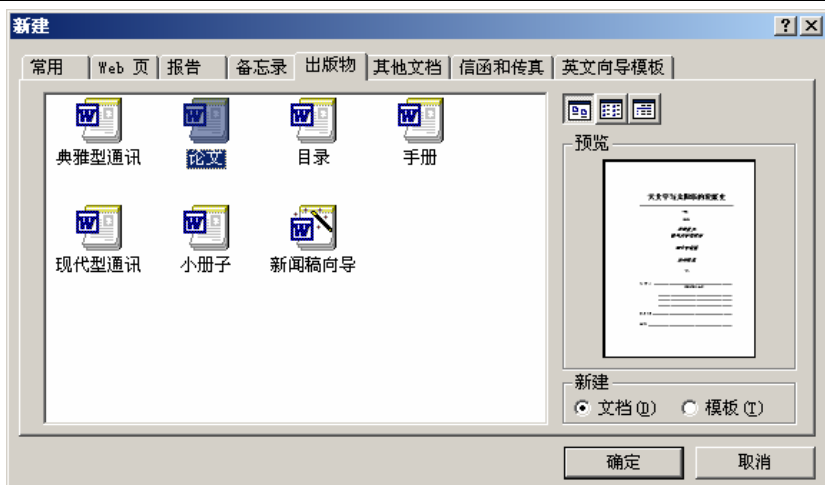 新建
常用 Web 页 报告 备忘录 出版物 其他文档 信函和传真 英文向导模板
典雅型通讯 论文 目录 手册
现代型通讯 小册子 新闻稿向导
预览
新建
文档(D) 模板(T)
确定 取消